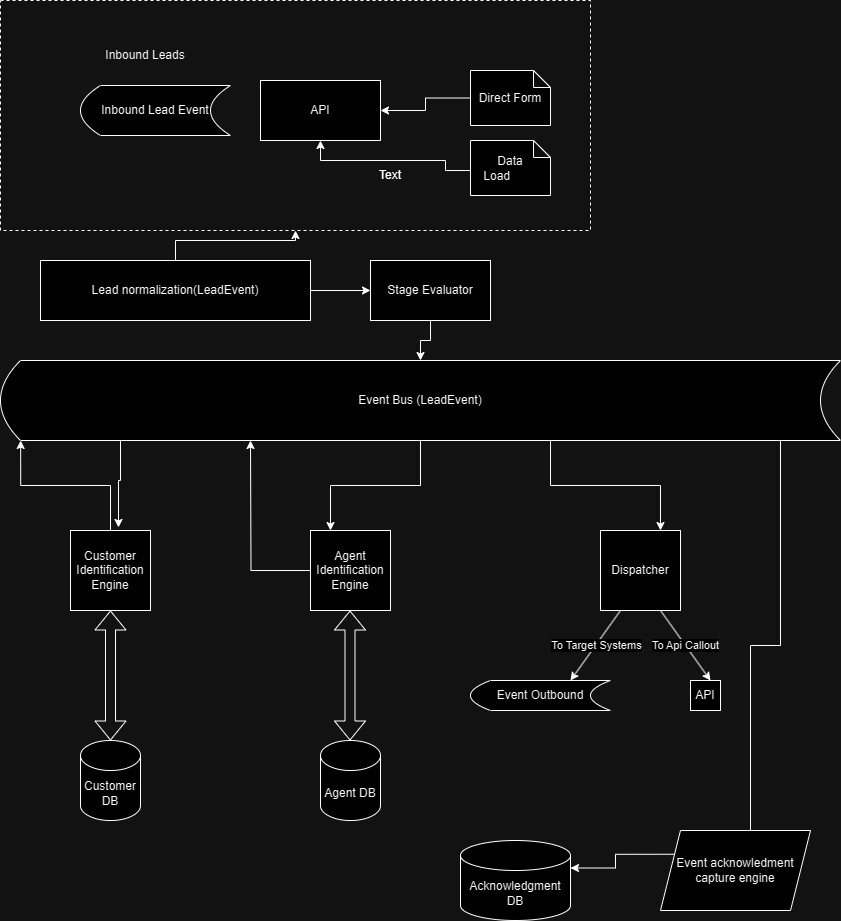 Inbound Leads
Inbound Lead Event
API
Direct Form
Data
Load
Text
Lead normalization(LeadEvent)
Stage Evaluator
Event Bus (LeadEvent)
Customer
Identification
Engine
Agent
Identification
Engine
Dispatcher
To Target Systems
To Api Callout
Event Outbound
API
Customer
DB
Agent DB
Event acknowledment
capture engine
Acknowledgment
DB